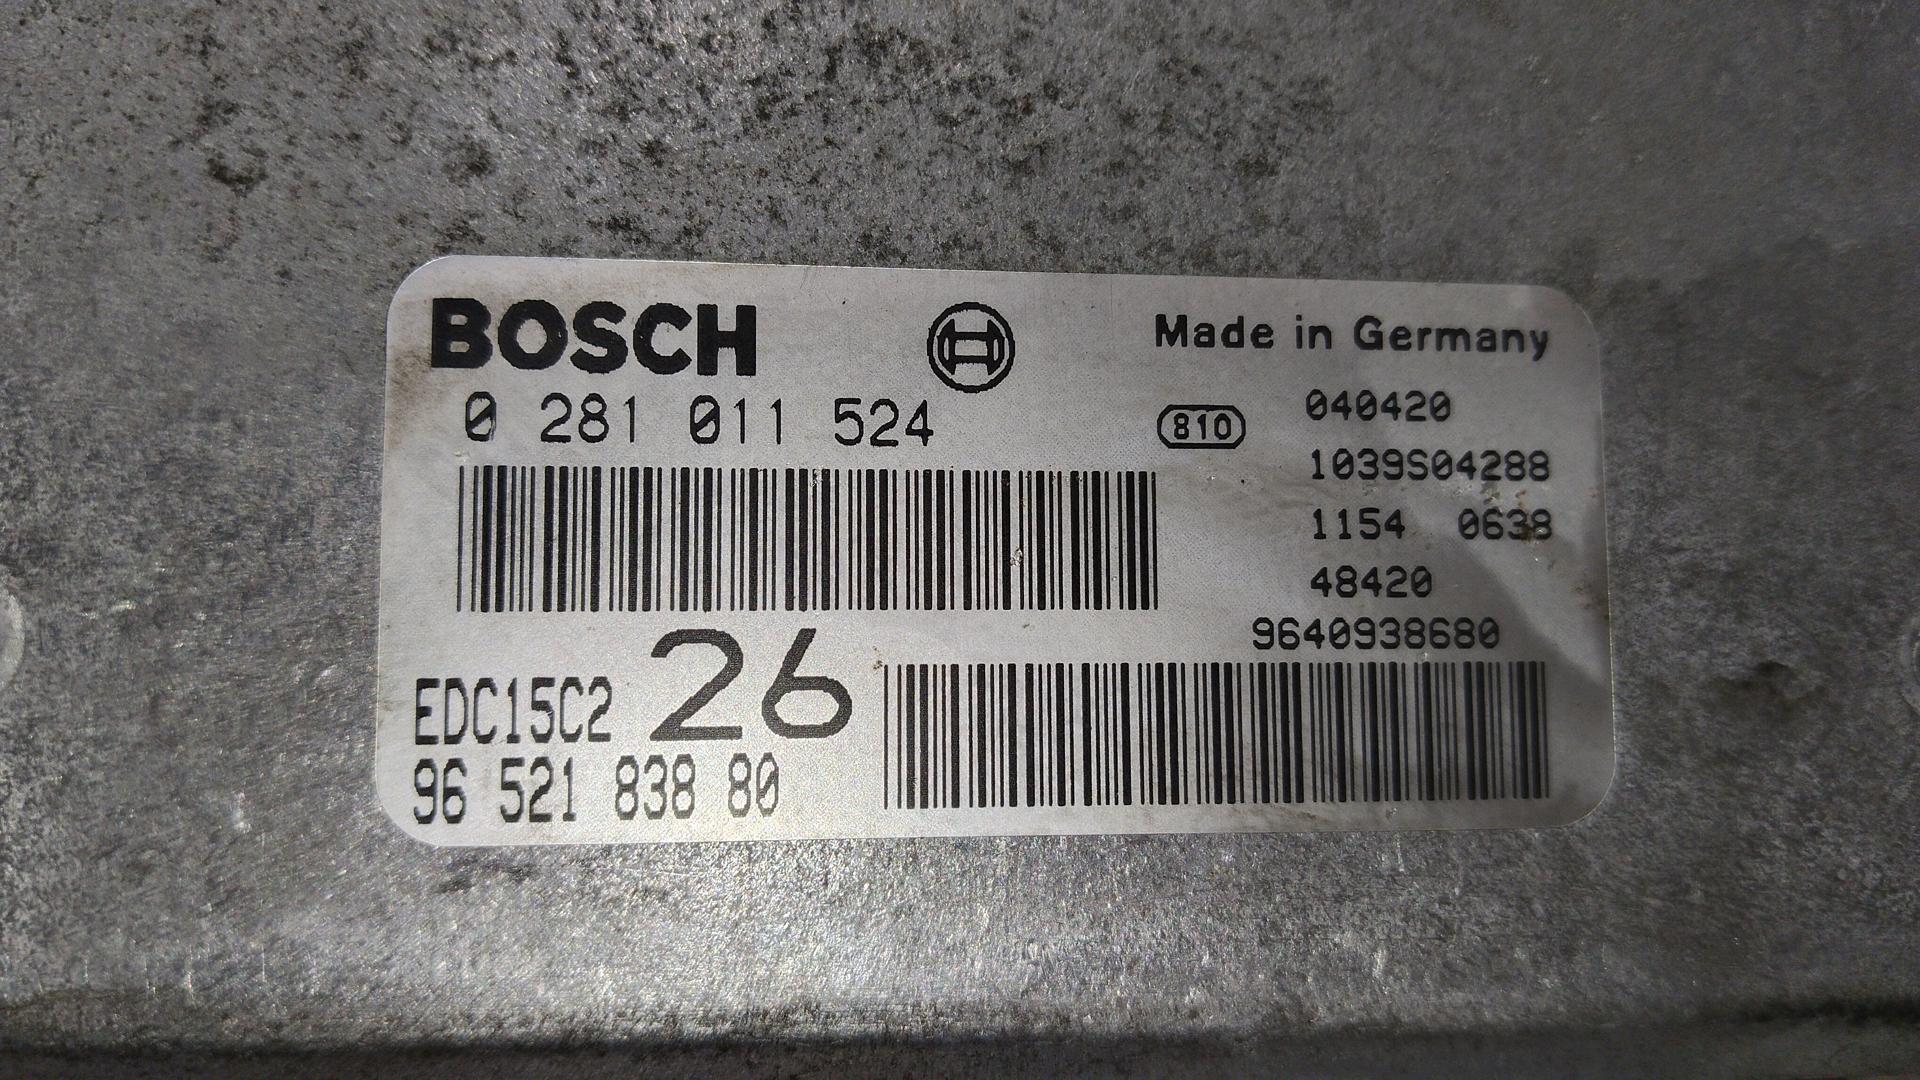 BOSCH
Made in Germany
0 281 011 524
810
040420
1039S04288
1154 0638
48420
9640938680
EDC15C2 26
96 521 838 80